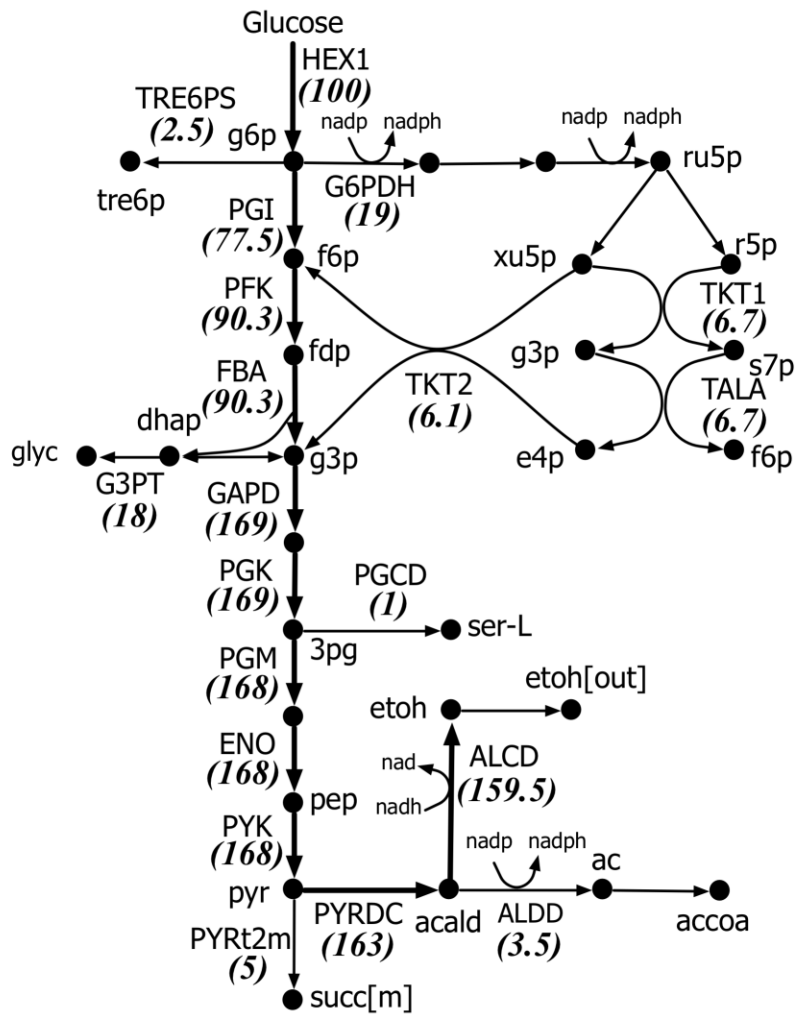 Glucose
HEX1
(100)
TRE6PS
(2.5)
g6p
nadp
nadph
nadp
nadph
ru5p
tre6p
G6PDH
(19)
PGI
(77.5)
f6p
xu5p
r5p
PFK
(90.3)
TKT1
(6.7)
fdp
g3p
s7p
FBA
(90.3)
TKT2
(6.1)
TALA
(6.7)
dhap
glyc
g3p
e4p
f6p
G3PT
(18)
GAPD
(169)
PGK
(169)
PGCD
(1)
3pg
ser-L
PGM
(168)
etoh
etoh[out]
ENO
(168)
nad
nadh
ALCD
(159.5)
pep
PYK
(168)
nadp
nadph
ac
pyr
PYRDC
(163)
acald
ALDD
(3.5)
accoa
PYRt2m
(5)
succ[m]